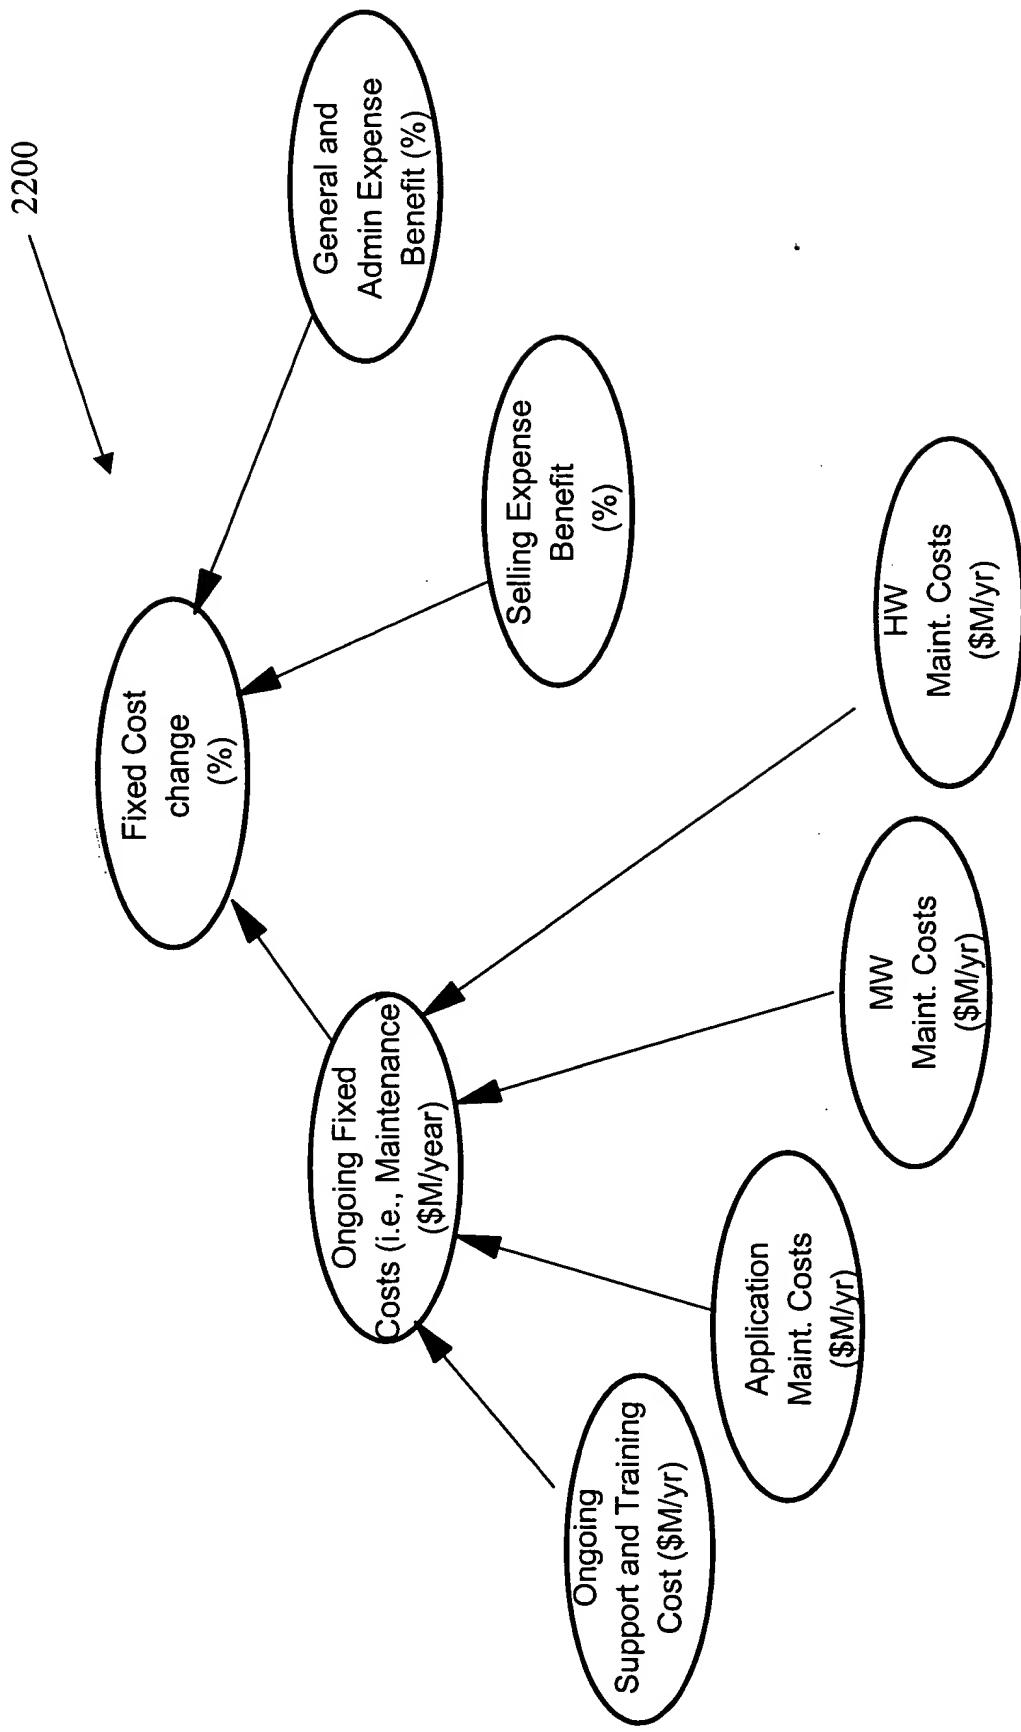 2200
Fixed Cost
change
(%)
General and
Admin Expense
Benefit (%)
Ongoing Fixed
Costs (i.e., Maintenance
($M/year)
Selling Expense
Benefit
(%)
Ongoing
Support and Training
Cost ($M/yr)
Application
Maint. Costs
($M/yr)
MW
Maint. Costs
($M/yr)
HW
Maint. Costs
($M/yr)